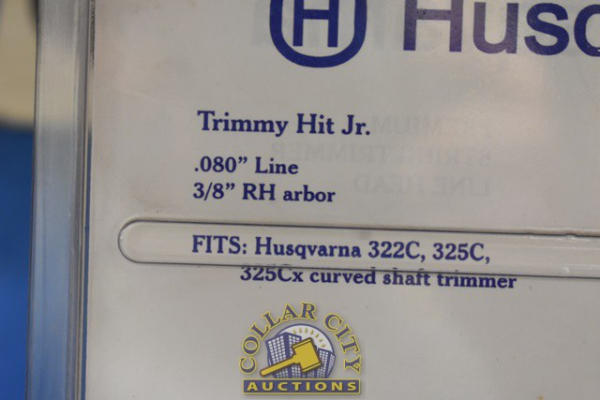 H Husq
Trimmy Hit Jr.
.080” Line
3/8” RH arbor
FITS: Husqvarna 322C, 325C,
325Cx curved shaft trimmer
COLLAR CITY
AUCTIONS